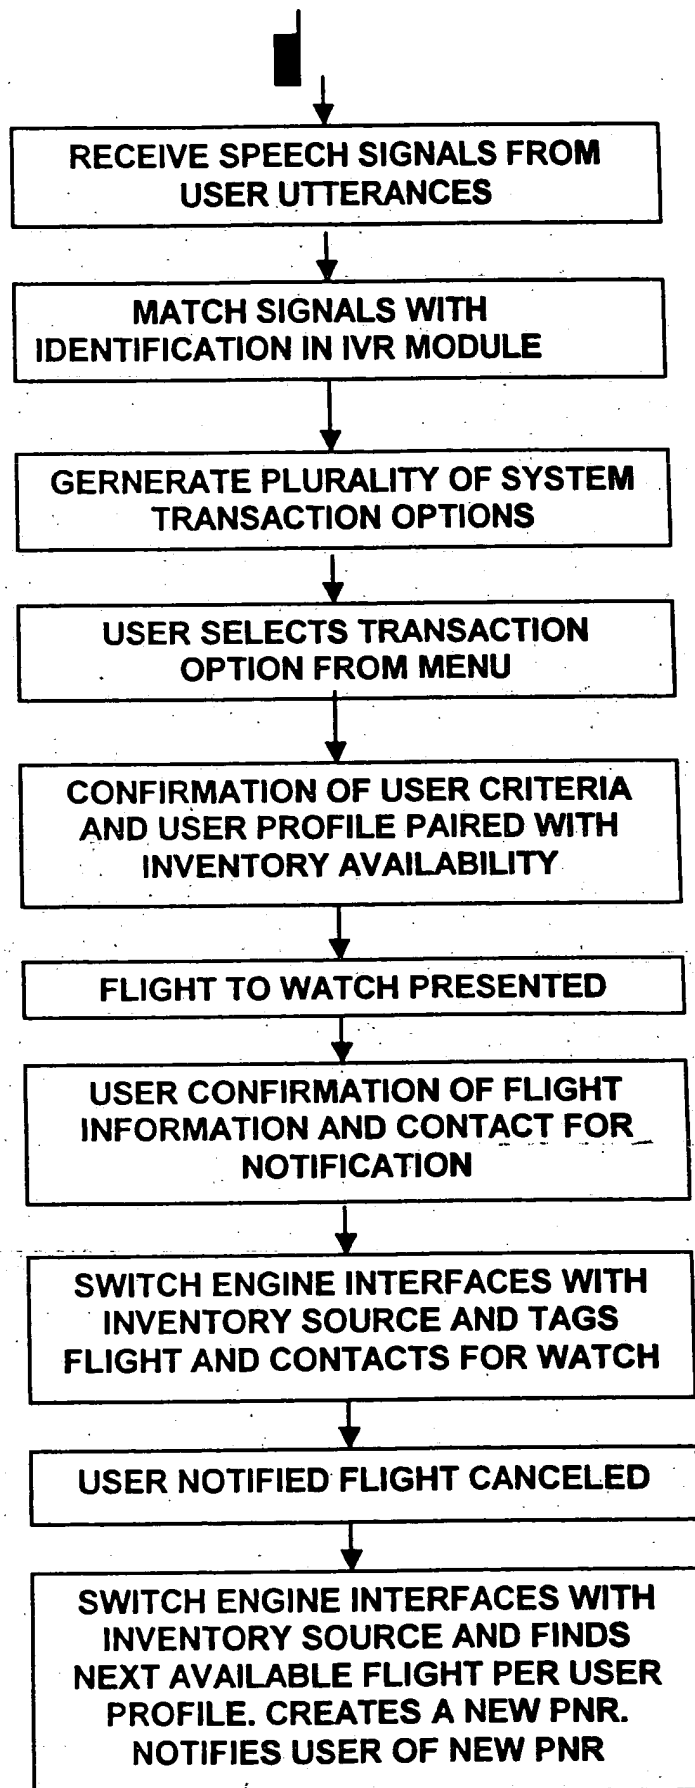 RECEIVE SPEECH SIGNALS FROM
USER UTTERANCES
MATCH SIGNALS WITH
IDENTIFICATION IN IVR MODULE
GERNERATE PLURALITY OF SYSTEM
TRANSACTION OPTIONS
USER SELECTS TRANSACTION
OPTION FROM MENU
CONFIRMATION OF USER CRITERIA
AND USER PROFILE PAIRED WITH
INVENTORY AVAILABILITY
FLIGHT TO WATCH PRESENTED
USER CONFIRMATION OF FLIGHT
INFORMATION AND CONTACT FOR
NOTIFICATION
SWITCH ENGINE INTERFACES WITH
INVENTORY SOURCE AND TAGS
FLIGHT AND CONTACTS FOR WATCH
USER NOTIFIED FLIGHT CANCELED
SWITCH ENGINE INTERFACES WITH
INVENTORY SOURCE AND FINDS
NEXT AVAILABLE FLIGHT PER USER
PROFILE. CREATES A NEW PNR.
NOTIFIES USER OF NEW PNR